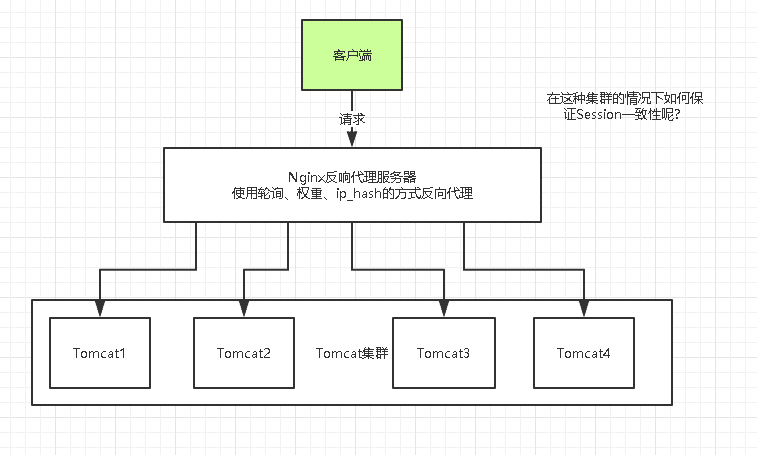 客户端
在这种集群的情况下如何保
证Session一致性呢?
请求
Nginx反响代理服务器
使用轮询、权重、ip_hash的方式反向代理
Tomcat1
Tomcat2
Tomcat集群
Tomcat3
Tomcat4